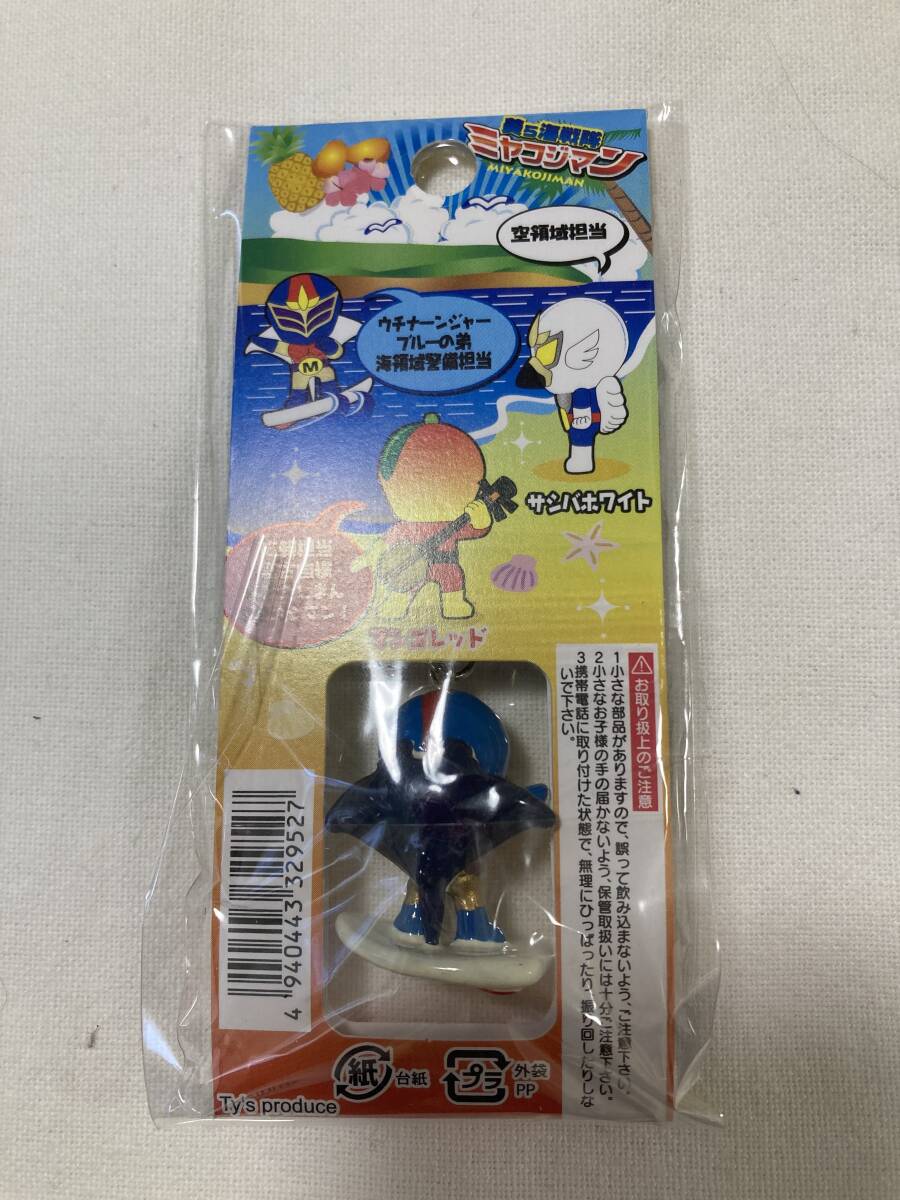 美ら海戦隊
ミヤコジマン
MIYAKOJIMAN
空領域担当
ウチナーンジャー
ブルーの弟
海領域警備担当
M
サシバホワイト
マンゴレッド
お取り扱上のご注意
1小さな部品がありますので、誤って飲み込まないよう、ご注意下さい。
2小さなお子様の手の届かないよう、保管取扱いには十分ご注意下さい。
3携帯電話に取り付けた状態で、無理にひっぱったり、振り回したりしな
いで下さい。
4 940443 329527
紙
台紙
プラ
外袋
PP
Ty's produce